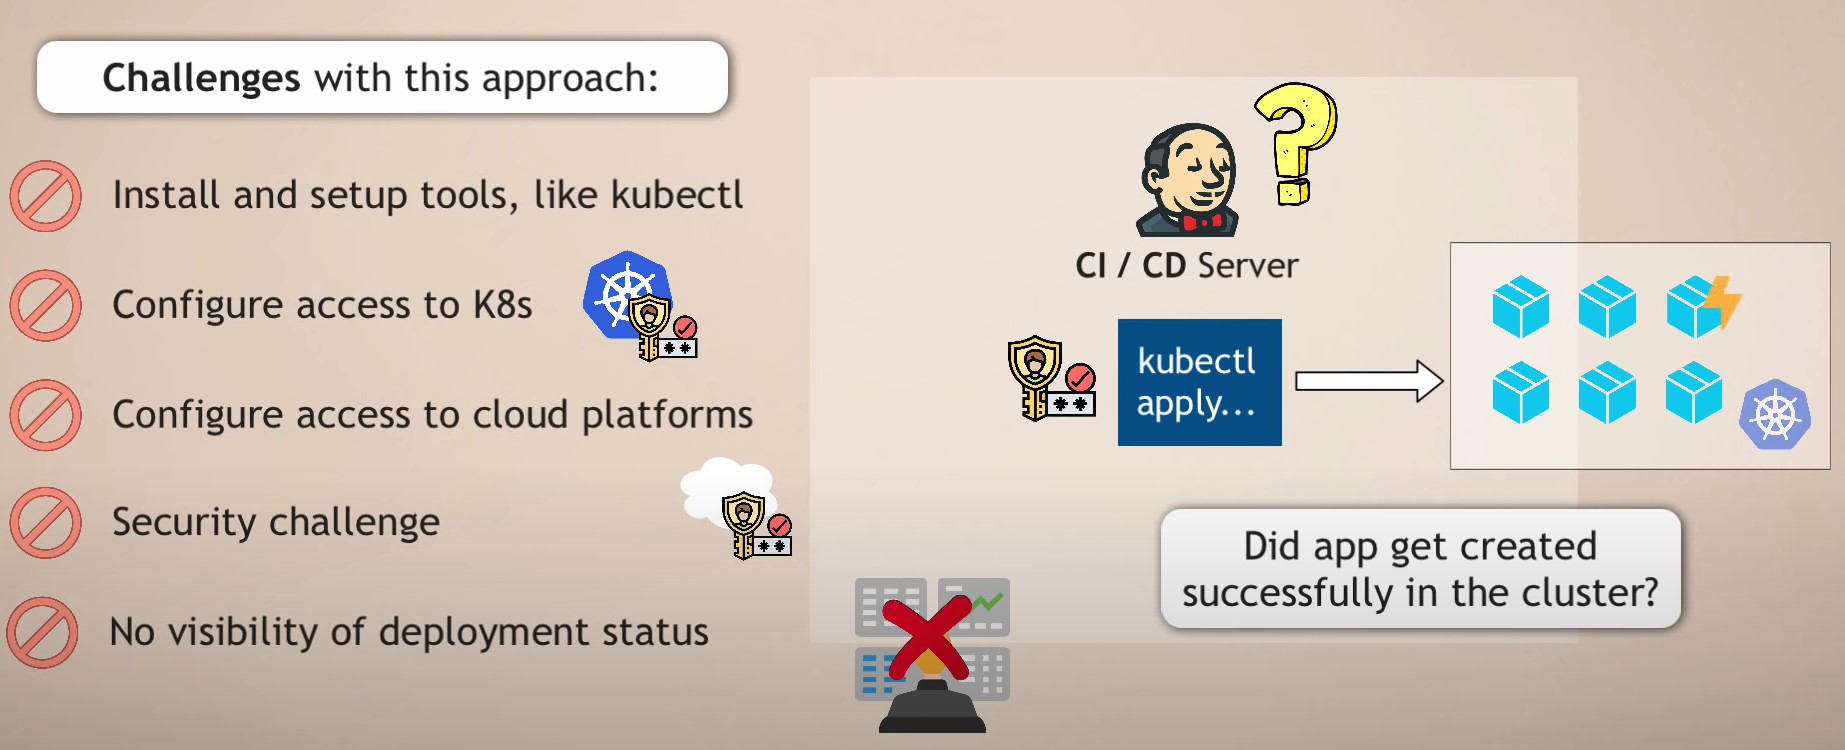 Challenges with this approach:
Install and setup tools, like kubectl
Configure access to K8s
Configure access to cloud platforms
Security challenge
No visibility of deployment status
CI / CD Server
kubectl
apply...
Did app get created
successfully in the cluster?